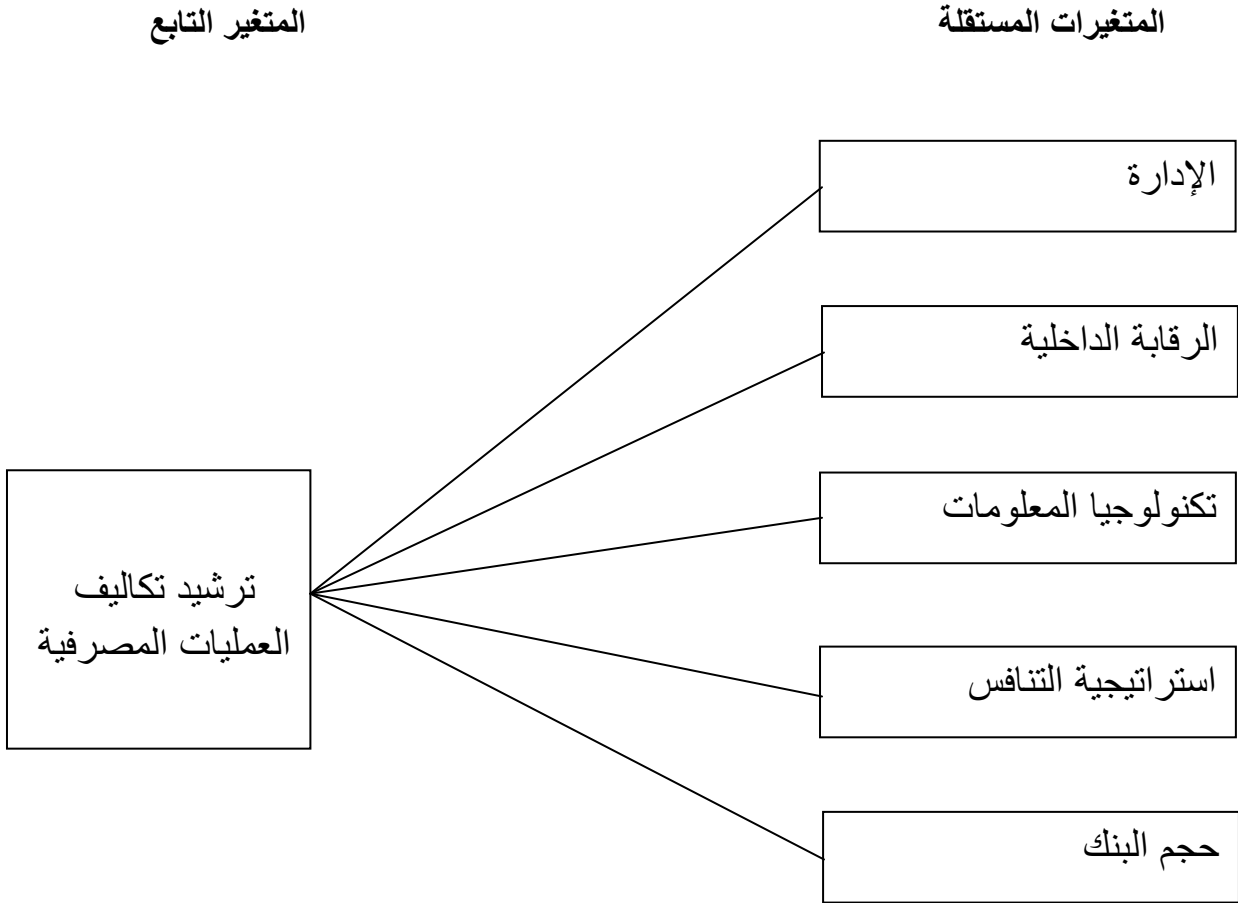 المتغيرات المستقلة
المتغير التابع
الإدارة
الرقابة الداخلية
تكنولوجيا المعلومات
استراتيجية التنافس
حجم البنك
ترشيد تكاليف
العمليات المصرفية